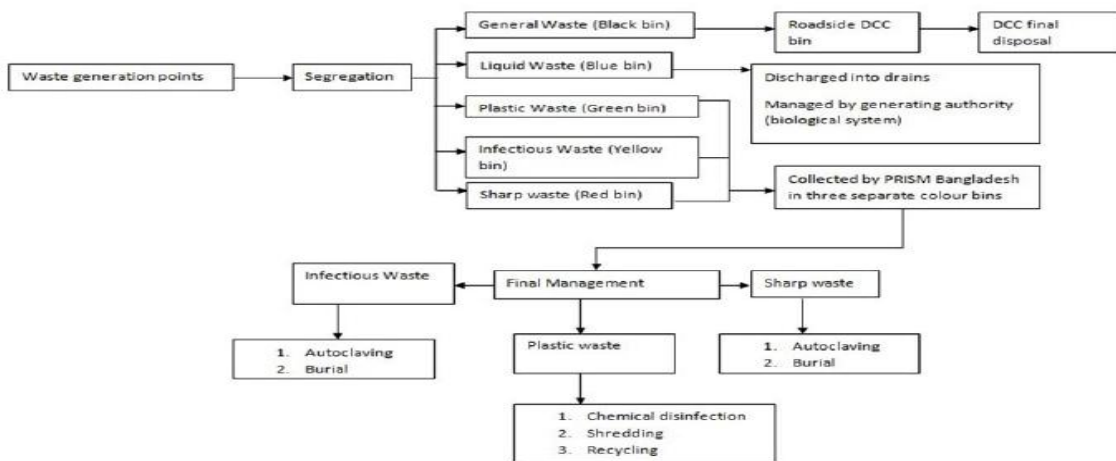 General Waste (Black bin)
Roadside DCC
bin
DCC final
disposal
Waste generation points
Segregation
Liquid Waste (Blue bin)
Discharged into drains
Managed by generating authority
(biological system)
Plastic Waste (Green bin)
Infectious Waste (Yellow
bin)
Sharp waste (Red bin)
Collected by PRISM Bangladesh
in three separate colour bins
Infectious Waste
Final Management
Sharp waste
1. Autoclaving
2. Burial
Plastic waste
1. Autoclaving
2. Burial
1. Chemical disinfection
2. Shredding
3. Recycling